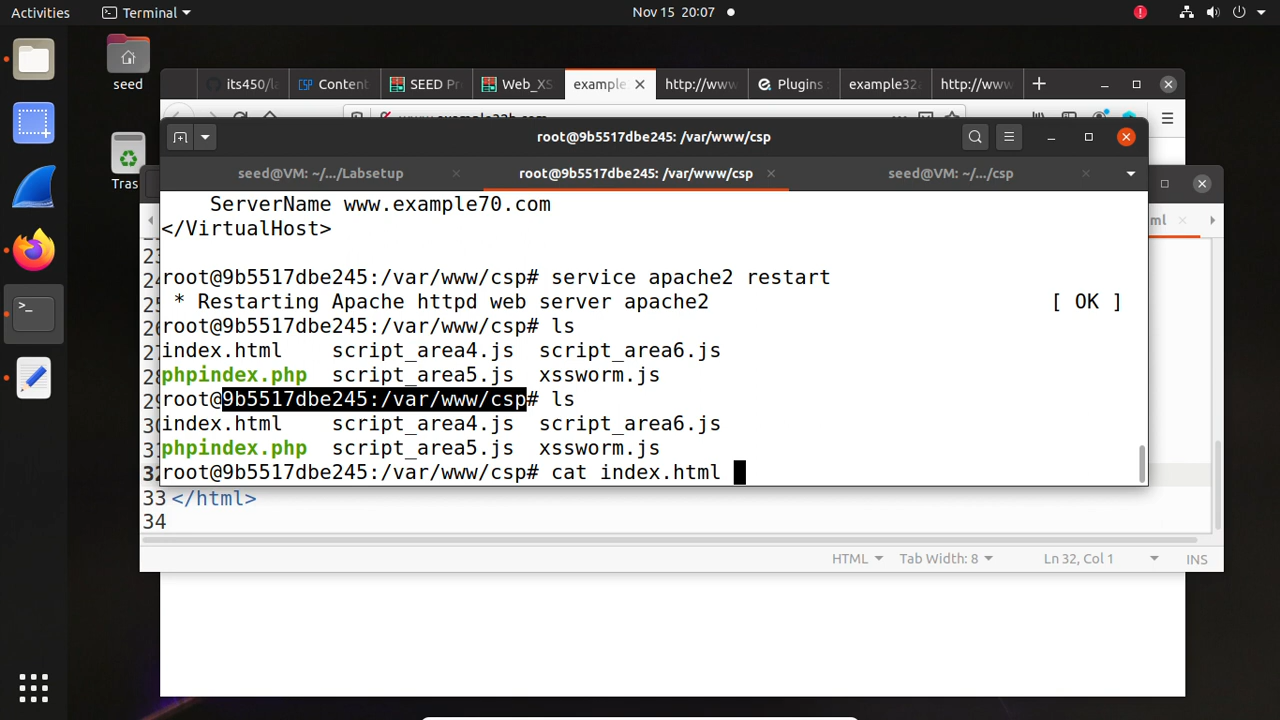 Activities
Terminal
Nov 15 20:07
seed
its450/la
Conten
SEED Pr
Web_XS
example
http://www
Plugins
example32
http://www
root@9b5517dbe245: /var/www/csp
Tras
seed@VM: ~/.../Labsetup
root@9b5517dbe245: /var/www/csp
seed@VM: ~/.../csp
ml
ServerName www.example70.com
</VirtualHost>
root@9b5517dbe245:/var/www/csp# service apache2 restart
* Restarting Apache httpd web server apache2 [ OK ]
root@9b5517dbe245:/var/www/csp# ls
index.html script_area4.js script_area6.js
phpindex.php script_area5.js xssworm.js
root@9b5517dbe245:/var/www/csp# ls
index.html script_area4.js script_area6.js
phpindex.php script_area5.js xssworm.js
root@9b5517dbe245:/var/www/csp# cat index.html
33 </html>
34
HTML
Tab Width: 8
Ln 32, Col 1
INS